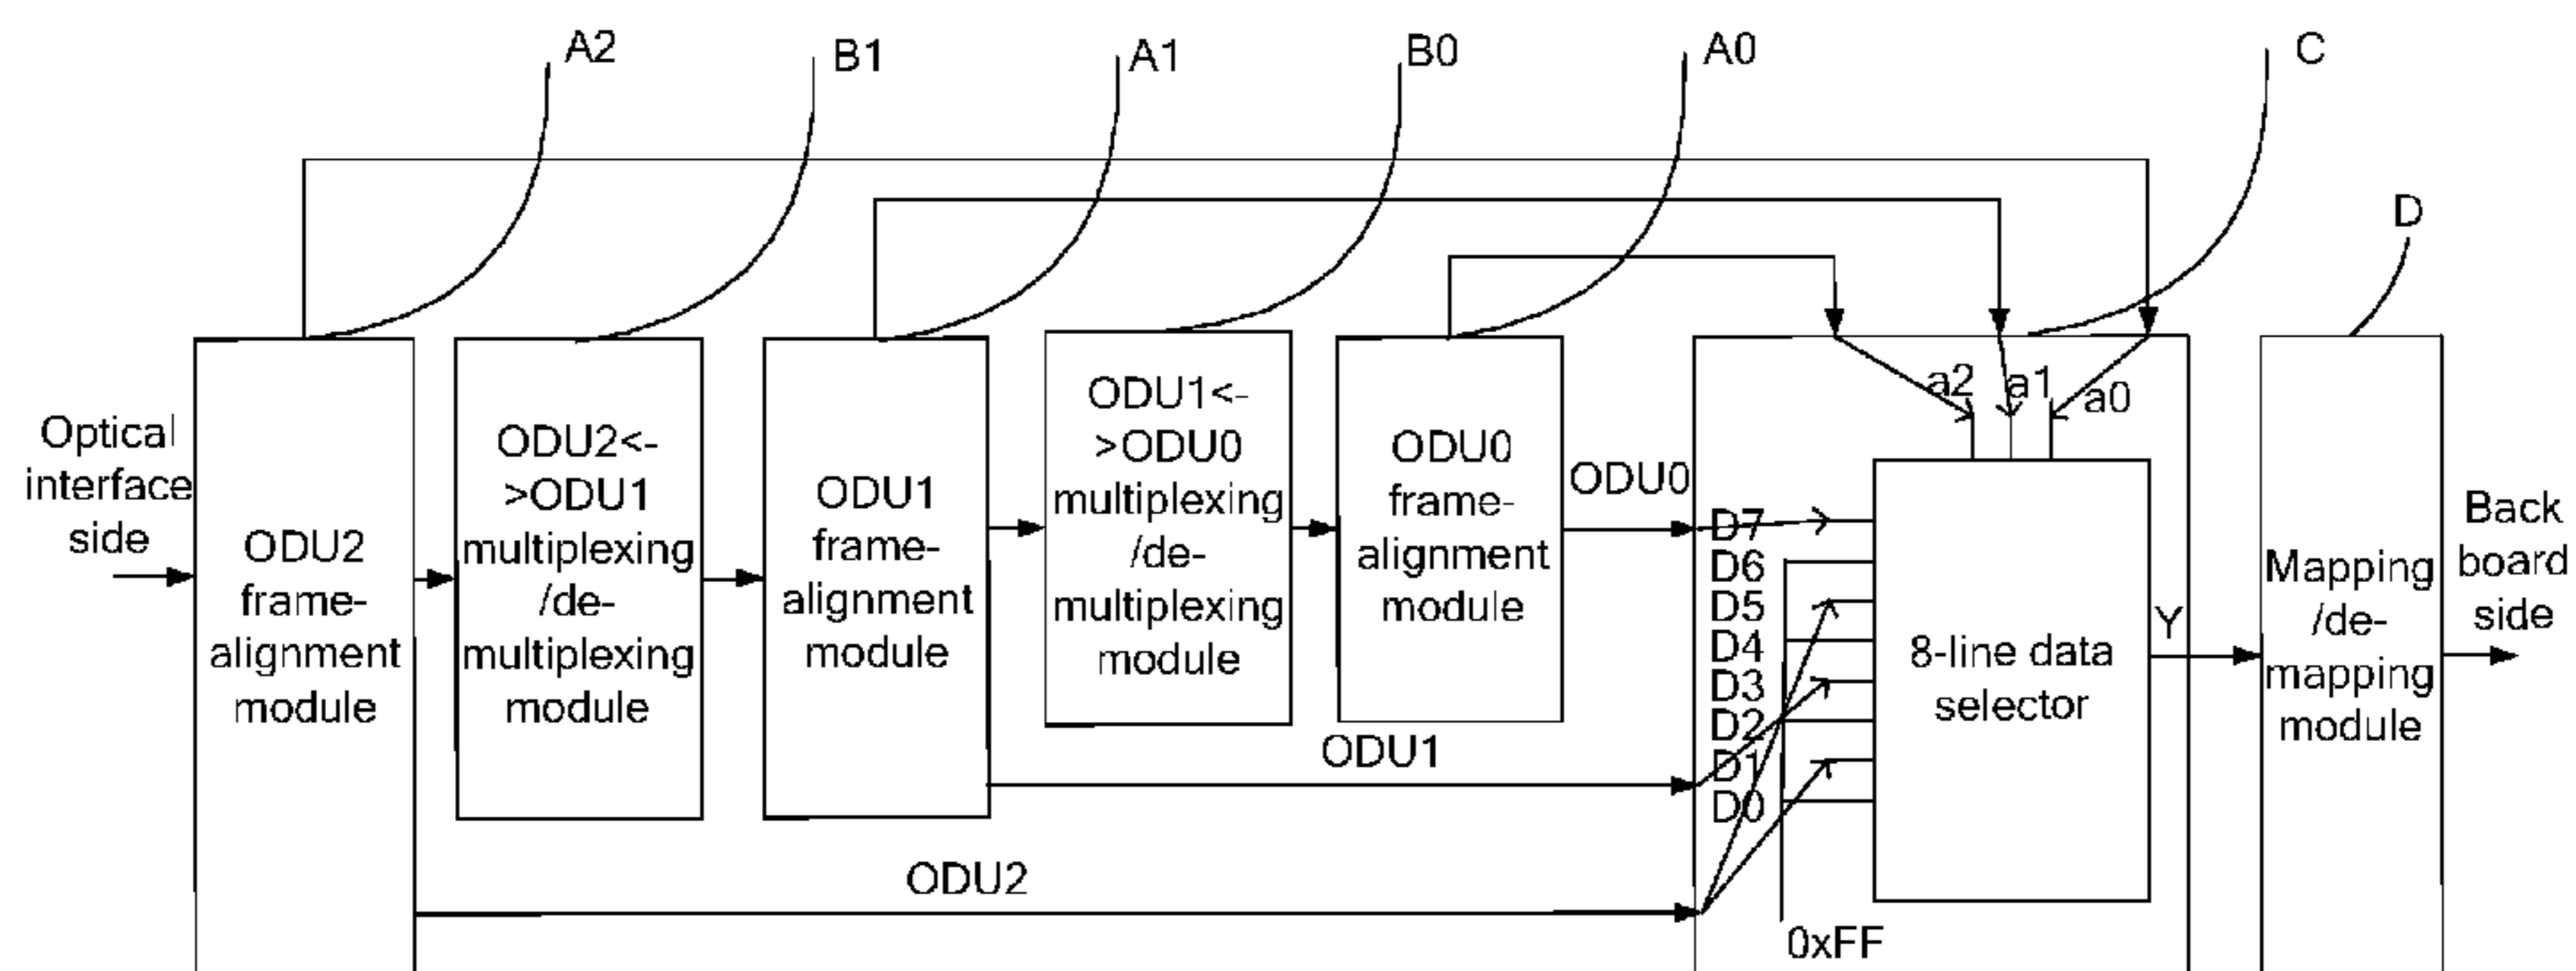 A2
B1
A1
B0
A0
C
D
Optical
interface
side
ODU2
frame-
alignment
module
ODU2<-
>ODU1
multiplexing
/de-
multiplexing
module
ODU1
frame-
alignment
module
ODU1<-
>ODU0
multiplexing
/de-
multiplexing
module
ODU0
frame-
alignment
module
ODU0
ODU1
ODU2
a2
a1
a0
D7
D6
D5
D4
D3
D2
D1
D0
0xFF
8-line data
selector
Y
Mapping
/de-
mapping
module
Back
board
side